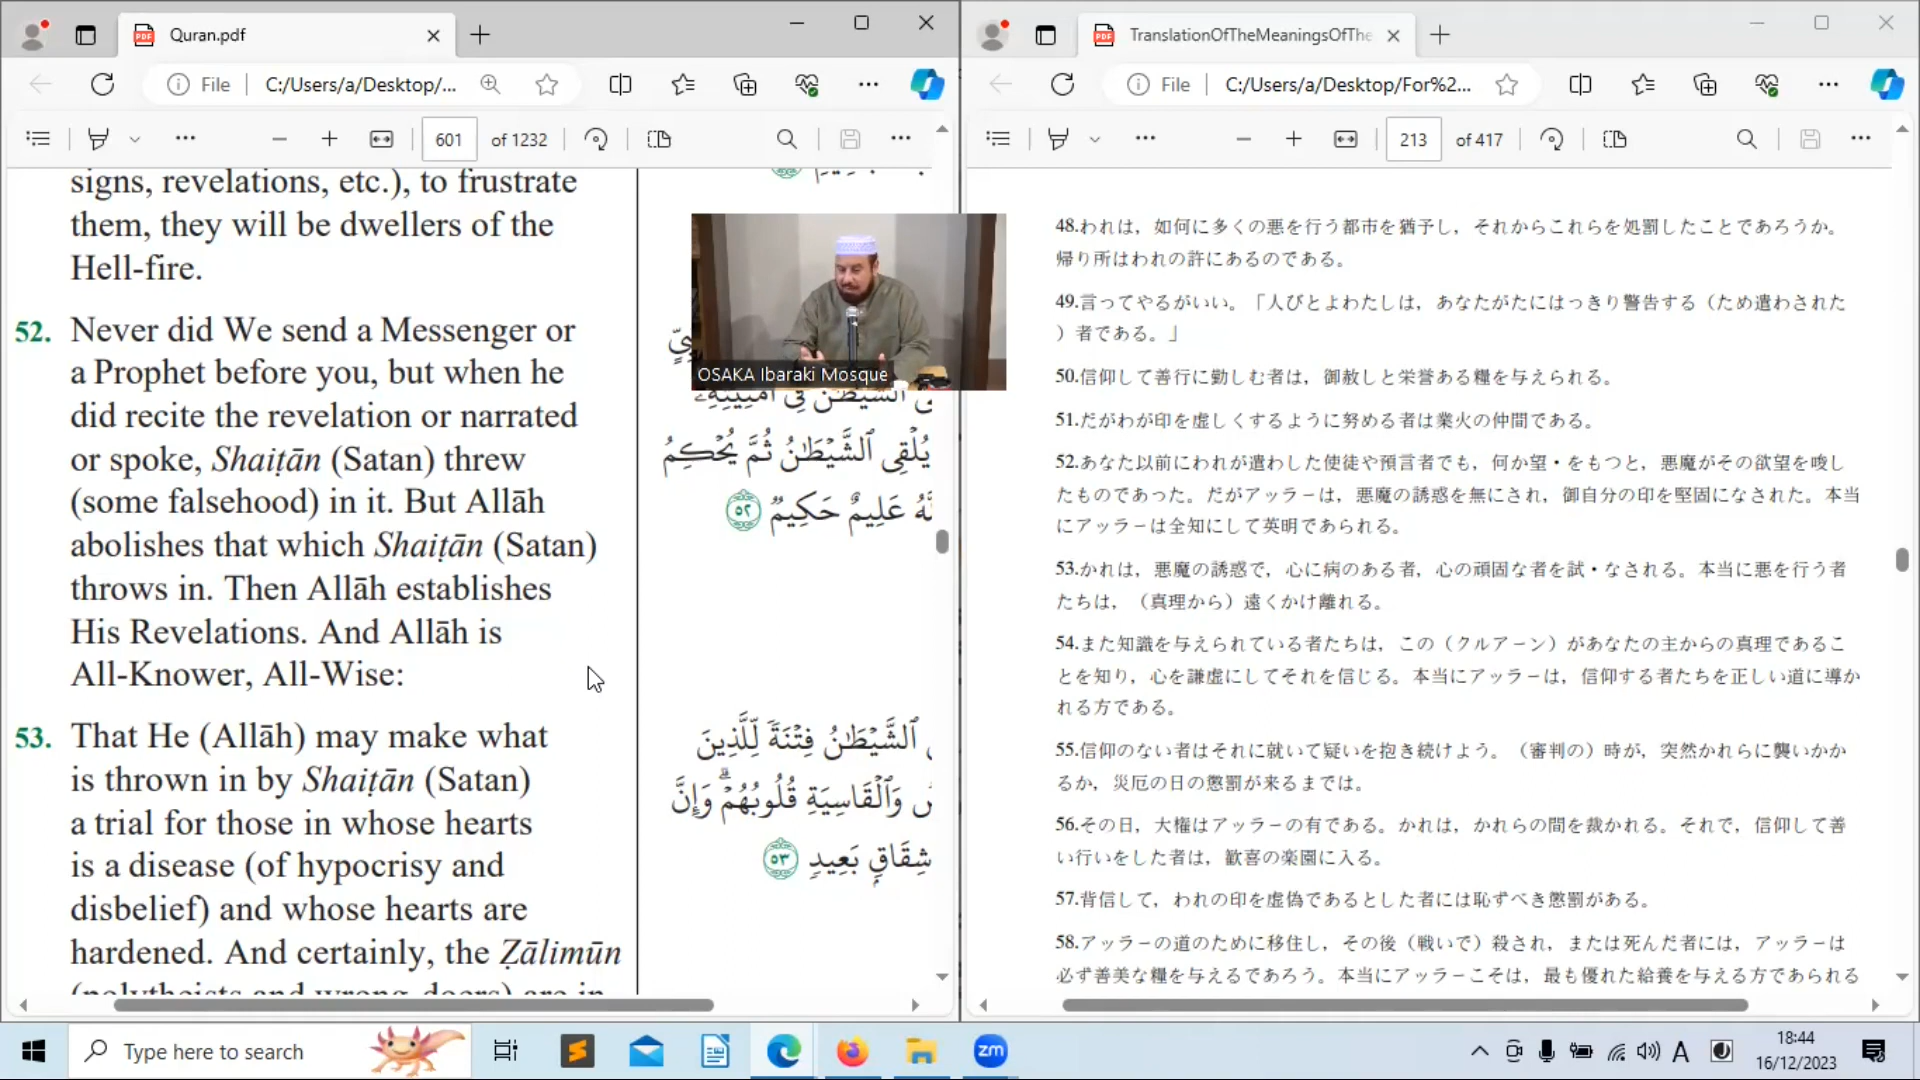 Quran.pdf
File
C:/Users/a/Desktop/...
601
of 1232
signs, revelations, etc.), to frustrate
them, they will be dwellers of the
Hell-fire.
52. Never did We send a Messenger or
a Prophet before you, but when he
did recite the revelation or narrated
or spoke, Shaiṭān (Satan) threw
(some falsehood) in it. But Allāh
abolishes that which Shaiṭān (Satan)
throws in. Then Allāh establishes
His Revelations. And Allāh is
All-Knower, All-Wise:
53. That He (Allāh) may make what
is thrown in by Shaiṭān (Satan)
a trial for those in whose hearts
is a disease (of hypocrisy and
disbelief) and whose hearts are
hardened. And certainly, the Ẓālimūn
(polytheists and wrong-doers) are in
OSAKA Ibaraki Mosque
يُلْقِى ٱلشَّيْطَـٰنُ ثُمَّ يُحْكِمُ
عَلِيمٌ حَكِيمٌ ٥٢
ٱلشَّيْطَـٰنُ فِتْنَةً لِّلَّذِينَ
وَٱلْقَاسِيَةِ قُلُوبُهُمْ ۗ وَإِنَّ
شِقَاقٍۭ بَعِيدٍ ٥٣
TranslationOfTheMeaningsOfThe
File
C:/Users/a/Desktop/For%2...
213
of 417
48.われは，如何に多くの悪を行う都市を猶予し，それからこれらを処罰したことであろうか。
帰り所はわれの許にあるのである。
49.言ってやるがいい。「人びとよわたしは，あなたがたにはっきり警告する（ため遣わされた
）者である。」
50.信仰して善行に勤しむ者は，御赦しと栄誉ある糧を与えられる。
51.だがわが印を虚しくするように努める者は業火の仲間である。
52.あなた以前にわれが遣わした使徒や預言者でも，何か望・をもつと，悪魔がその欲望を唆し
たものであった。だがアッラーは，悪魔の誘惑を無にされ，御自分の印を堅固になされた。本当
にアッラーは全知にして英明であられる。
53.かれは，悪魔の誘惑で，心に病のある者，心の頑固な者を試・なされる。本当に悪を行う者
たちは，（真理から）遠くかけ離れる。
54.また知識を与えられている者たちは，この（クルアーン）があなたの主からの真理であるこ
とを知り，心を謙虚にしてそれを信じる。本当にアッラーは，信仰する者たちを正しい道に導か
れる方である。
55.信仰のない者はそれに就いて疑いを抱き続けよう。（審判の）時が，突然かれらに襲いかか
るか，災厄の日の懲罰が来るまでは。
56.その日，大権はアッラーの有である。かれは，かれらの間を裁かれる。それで，信仰して善
い行いをした者は，歓喜の楽園に入る。
57.背信して，われの印を虚偽であるとした者には恥ずべき懲罰がある。
58.アッラーの道のために移住し，その後（戦いで）殺され，または死んだ者には，アッラーは
必ず善美な糧を与えるであろう。本当にアッラーこそは，最も優れた給養を与える方であられる
Type here to search
zm
A
18:44
16/12/2023